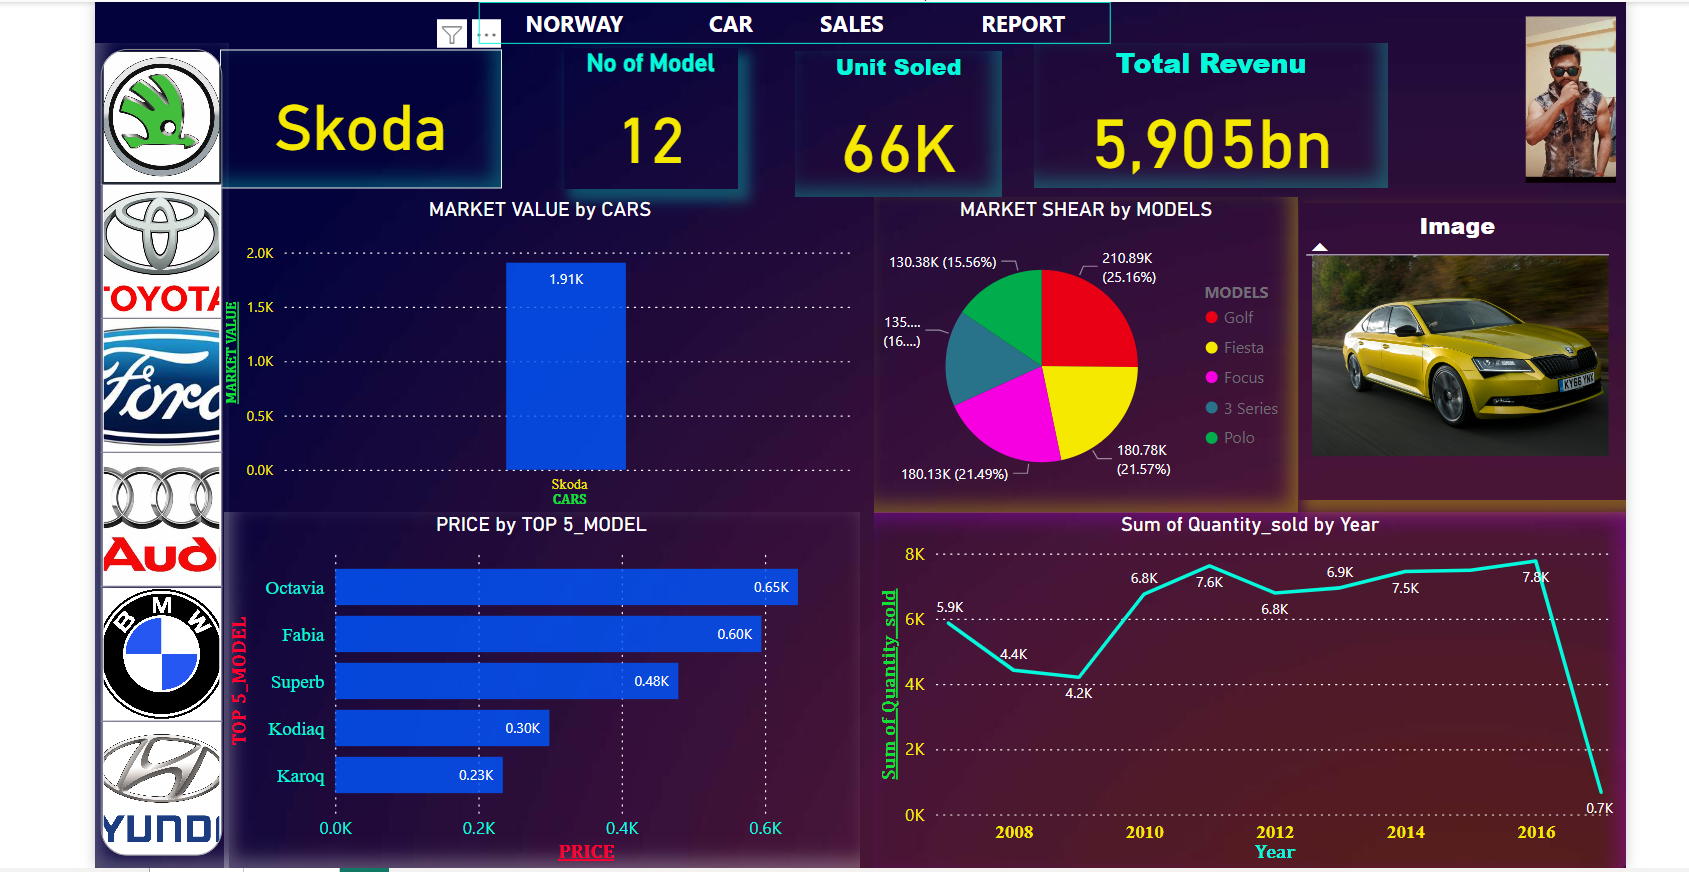 NORWAY CAR SALES REPORT
Skoda
No of Model
12
Unit Soled
66K
Total Revenu
5,905bn
TOYOTA
Ford
Aud
BMW
YUNDI
MARKET VALUE by CARS
MARKET VALUE
2.0K
1.5K
1.0K
0.5K
0.0K
1.91K
Skoda
CARS
MARKET SHEAR by MODELS
130.38K (15.56%)
210.89K
(25.16%)
135....
(16....)
180.13K (21.49%)
180.78K
(21.57%)
MODELS
Golf
Fiesta
Focus
3 Series
Polo
Image
KY66 YNK
PRICE by TOP 5_MODEL
TOP 5_MODEL
Octavia 0.65K
Fabia 0.60K
Superb 0.48K
Kodiaq 0.30K
Karoq 0.23K
0.0K 0.2K 0.4K 0.6K
PRICE
Sum of Quantity_sold by Year
Sum of Quantity_sold
8K
6K
4K
2K
0K
5.9K
4.4K
4.2K
6.8K
7.6K
6.8K
6.9K
7.5K
7.8K
0.7K
2008 2010 2012 2014 2016
Year